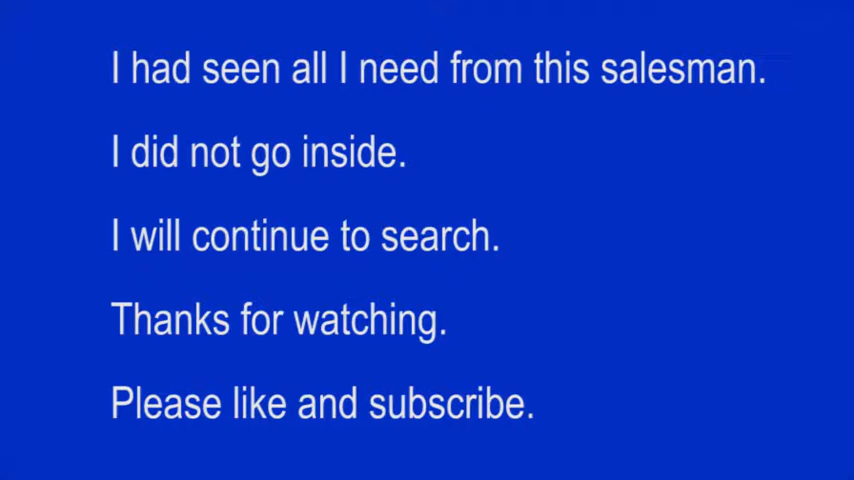 I had seen all I need from this salesman.
I did not go inside.
I will continue to search.
Thanks for watching.
Please like and subscribe.